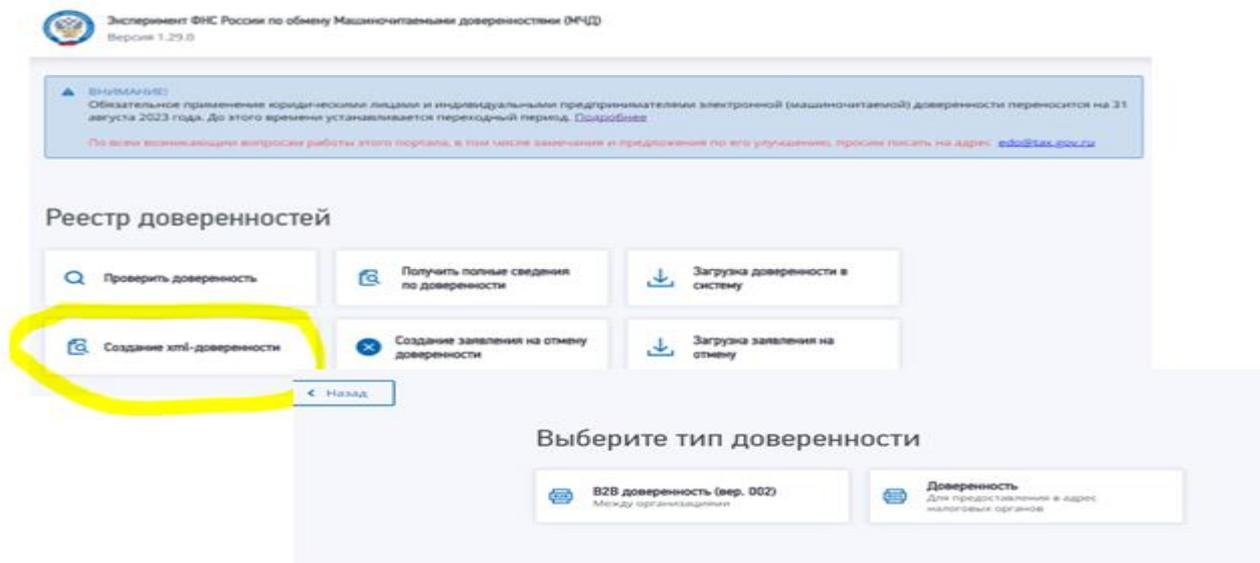 Эксперимент ФНС России по обмену Машиночитаемыми доверенностями (МЧД)
Версия 1.29.0
ВНИМАНИЕ!
Обязательное применение юридическими лицами и индивидуальными предпринимателями электронной (машиночитаемой) доверенности переносится на 31
августа 2023 года. До этого времени устанавливается переходный период. Подробнее
По всем возникающим вопросам работы этого портала, в том числе замечания и предложения по его улучшению, просим писать на адрес edo@tax.gov.ru
Реестр доверенностей
Проверить доверенность
Получить полные сведения
по доверенности
Загрузка доверенности в
систему
Создание xml-доверенности
Создание заявления на отмену
доверенности
Загрузка заявления на
отмену
Назад
Выберите тип доверенности
B2B доверенность (вер. 002)
Между организациями
Доверенность
Для предоставления в адрес
налоговых органов